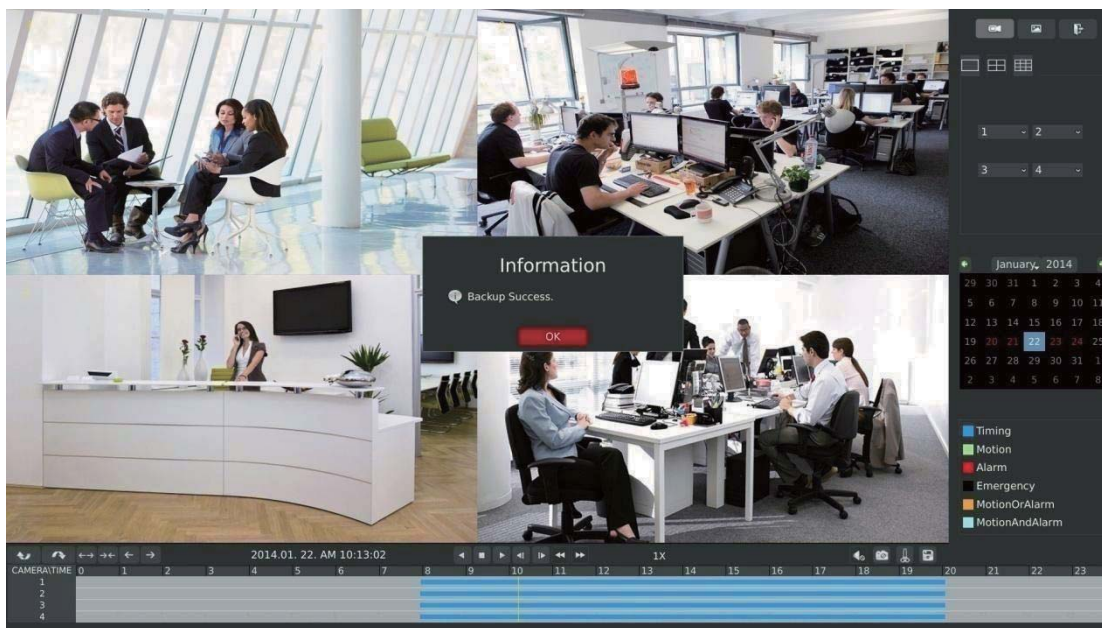 1 2
3 4
Information
Backup Success.
OK
January, 2014
29 30 31 1 2 3 4
5 6 7 8 9 10 11
12 13 14 15 16 17 18
19 20 21 22 23 24 25
26 27 28 29 30 31 1
2 3 4 5 6 7 8
Timing
Motion
Alarm
Emergency
MotionOrAlarm
MotionAndAlarm
2014.01. 22. AM 10:13:02 1X
CAMERA\TIME 0 1 2 3 4 5 6 7 8 9 10 11 12 13 14 15 16 17 18 19 20 21 22 23
1
2
3
4